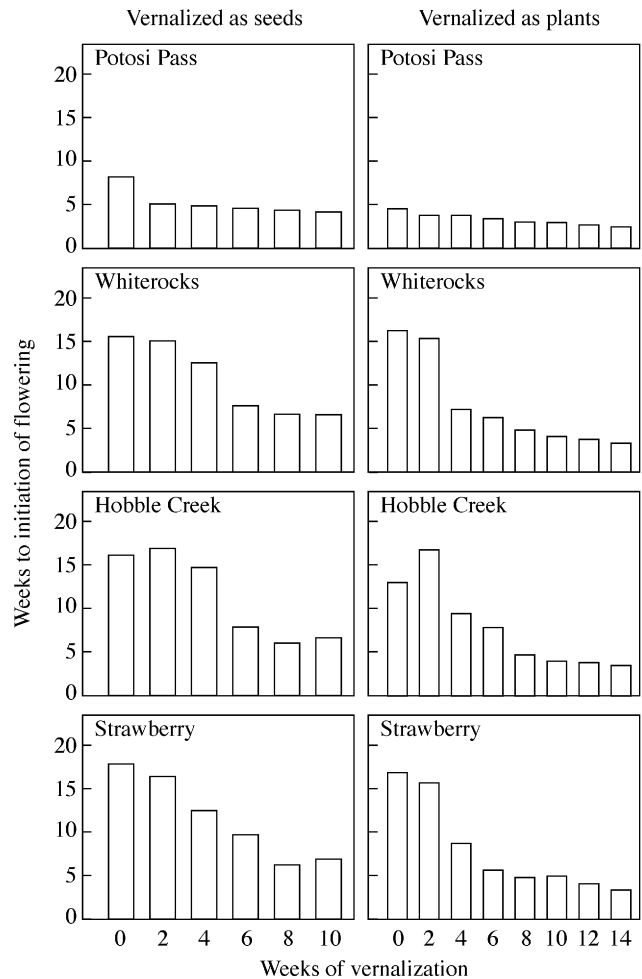 Vernalized as seeds
Vernalized as plants
Potosi Pass
20
15
10
5
0
Potosi Pass
Whiterocks
20
15
10
5
0
Whiterocks
Hobble Creek
20
15
10
5
0
Hobble Creek
Strawberry
20
15
10
5
0
Strawberry
0 2 4 6 8 10
0 2 4 6 8 10 12 14
Weeks to initiation of flowering
Weeks of vernalization